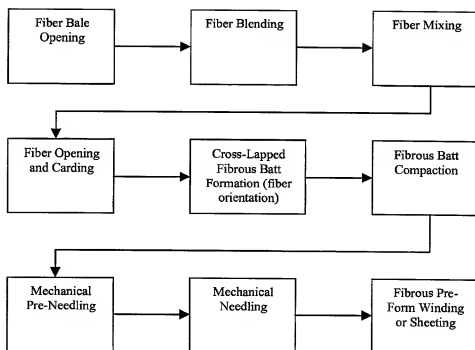 Fiber Bale
Opening
Fiber Blending
Fiber Mixing
Fiber Opening
and Carding
Cross-Lapped
Fibrous Batt
Formation (fiber
orientation)
Fibrous Batt
Compaction
Mechanical
Pre-Needling
Mechanical
Needling
Fibrous Pre-
Form Winding
or Sheeting